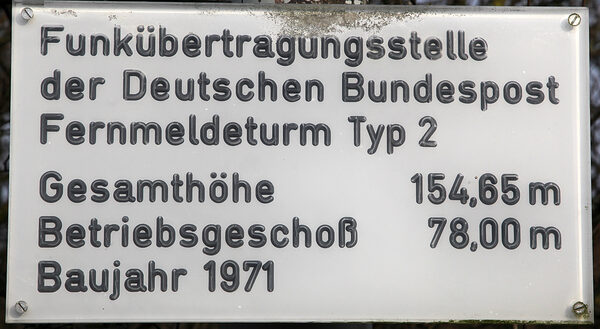 Funkübertragungsstelle
der Deutschen Bundespost
Fernmeldeturm Typ 2
Gesamthöhe 154,65 m
Betriebsgeschoß 78,00 m
Baujahr 1971